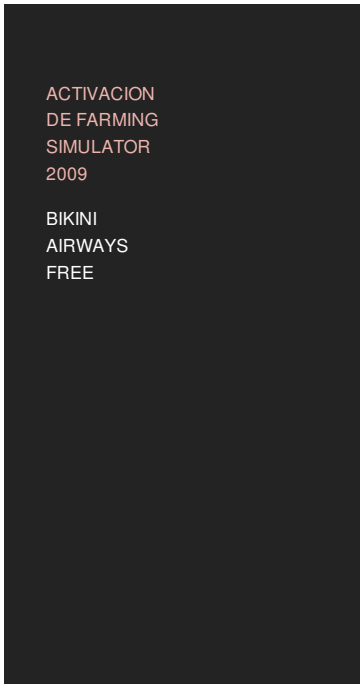 ACTIVACION
DE FARMING
SIMULATOR
2009
BIKINI
AIRWAYS
FREE